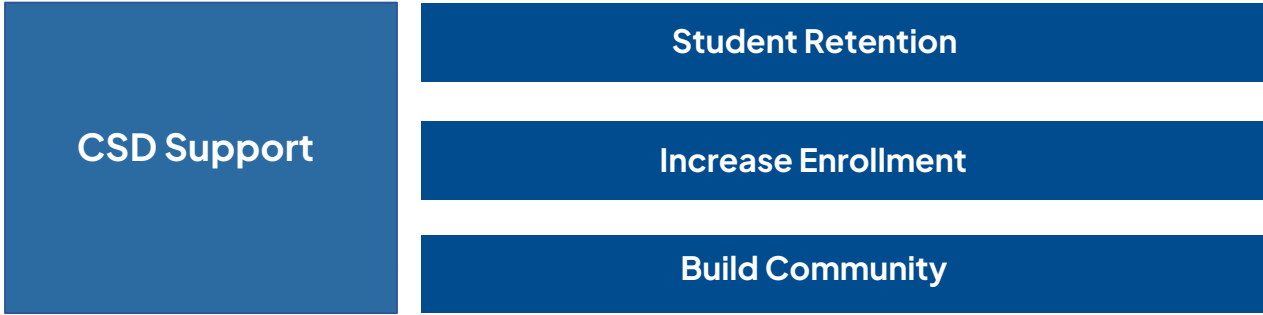 CSD Support
Student Retention
Increase Enrollment
Build Community